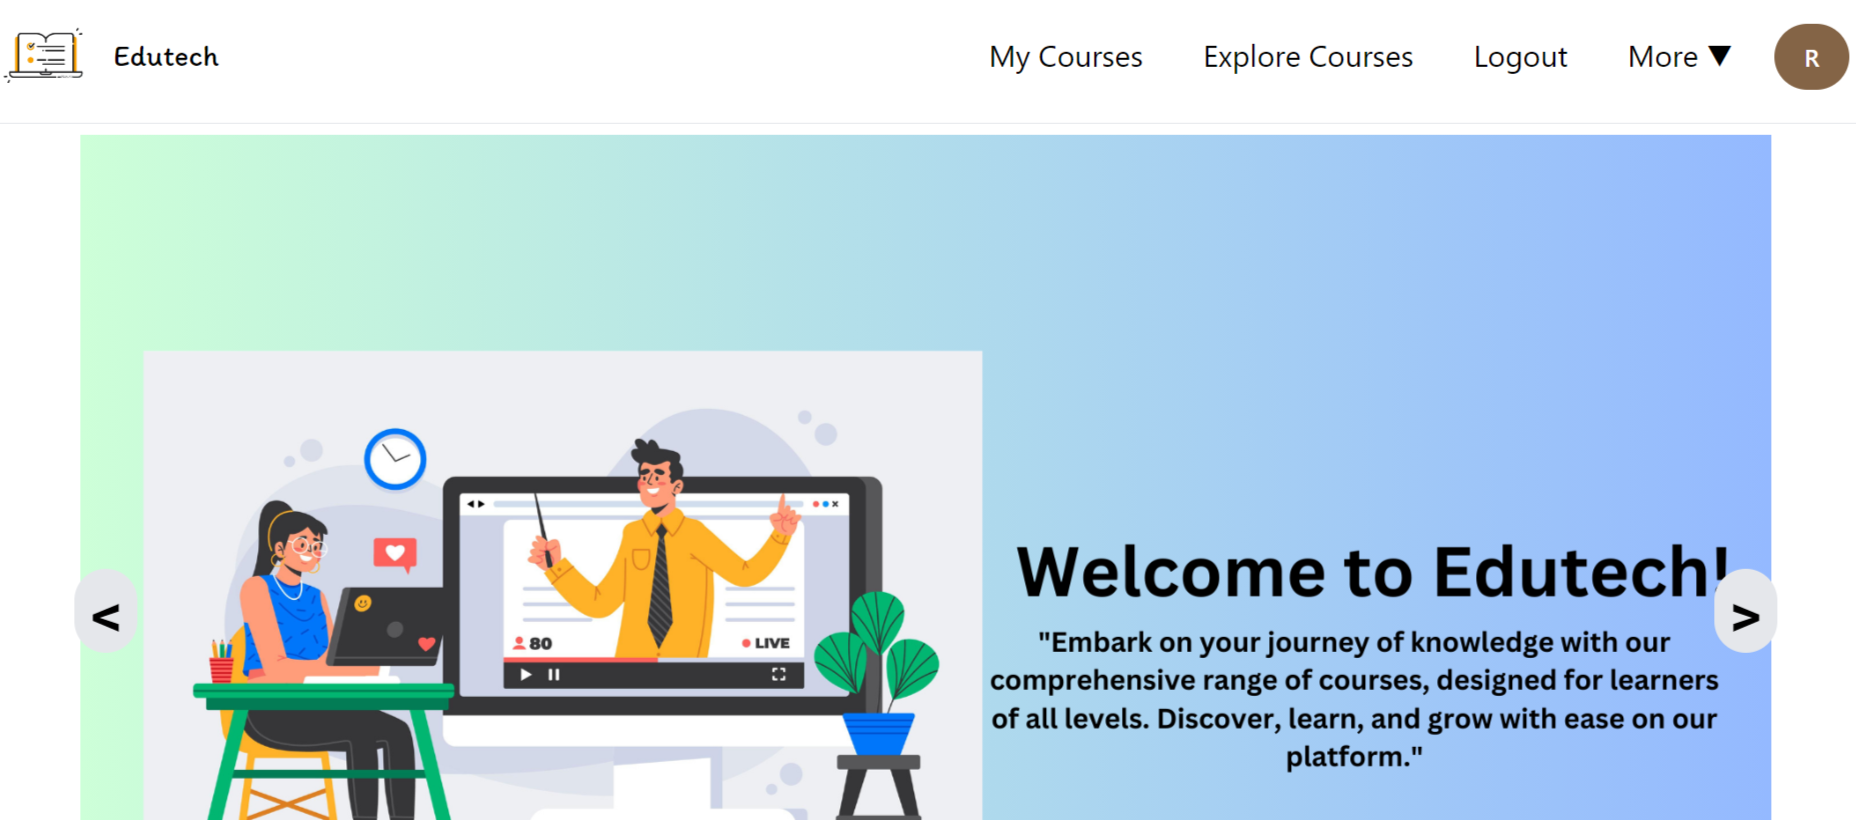 Edutech
My Courses
Explore Courses
Logout
More ▼
R
Welcome to Edutech!
"Embark on your journey of knowledge with our
comprehensive range of courses, designed for learners
of all levels. Discover, learn, and grow with ease on our
platform."
80
LIVE
<
>